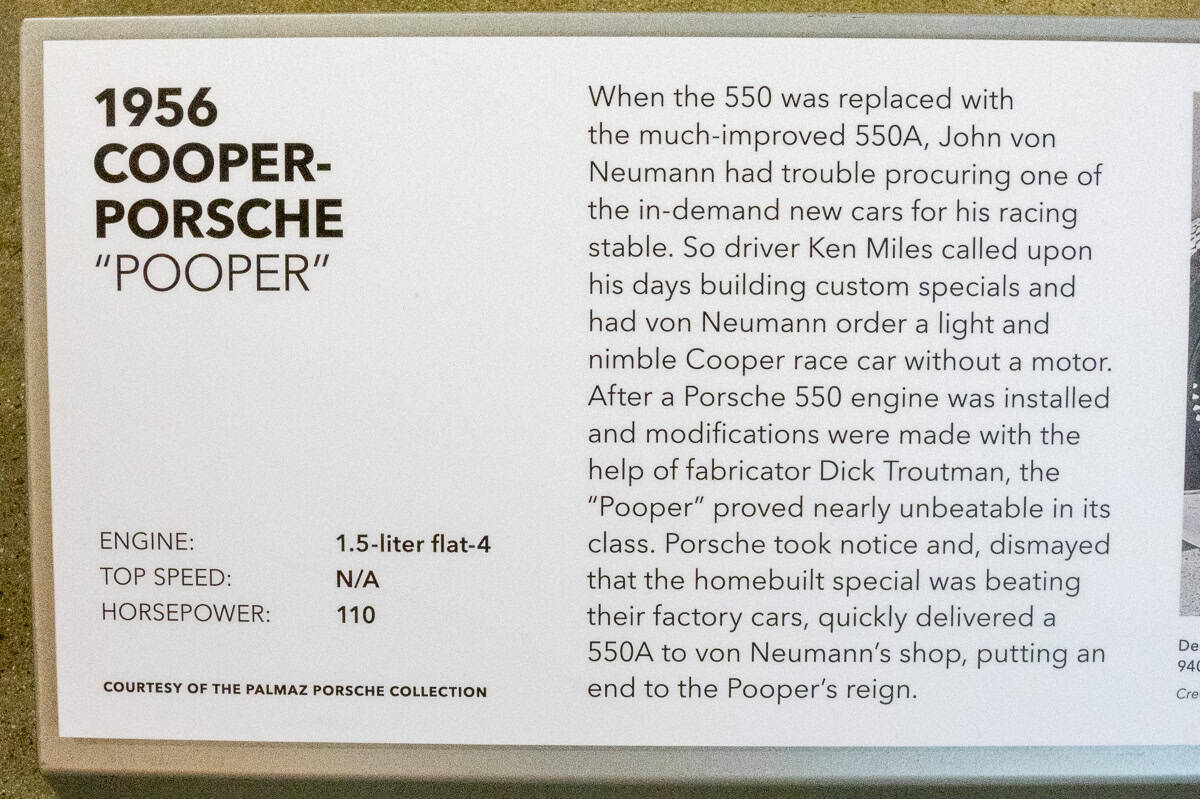 1956
COOPER-
PORSCHE
“POOPER”
ENGINE: 1.5-liter flat-4
TOP SPEED: N/A
HORSEPOWER: 110
COURTESY OF THE PALMAZ PORSCHE COLLECTION
When the 550 was replaced with
the much-improved 550A, John von
Neumann had trouble procuring one of
the in-demand new cars for his racing
stable. So driver Ken Miles called upon
his days building custom specials and
had von Neumann order a light and
nimble Cooper race car without a motor.
After a Porsche 550 engine was installed
and modifications were made with the
help of fabricator Dick Troutman, the
“Pooper” proved nearly unbeatable in its
class. Porsche took notice and, dismayed
that the homebuilt special was beating
their factory cars, quickly delivered a
550A to von Neumann’s shop, putting an
end to the Pooper’s reign.